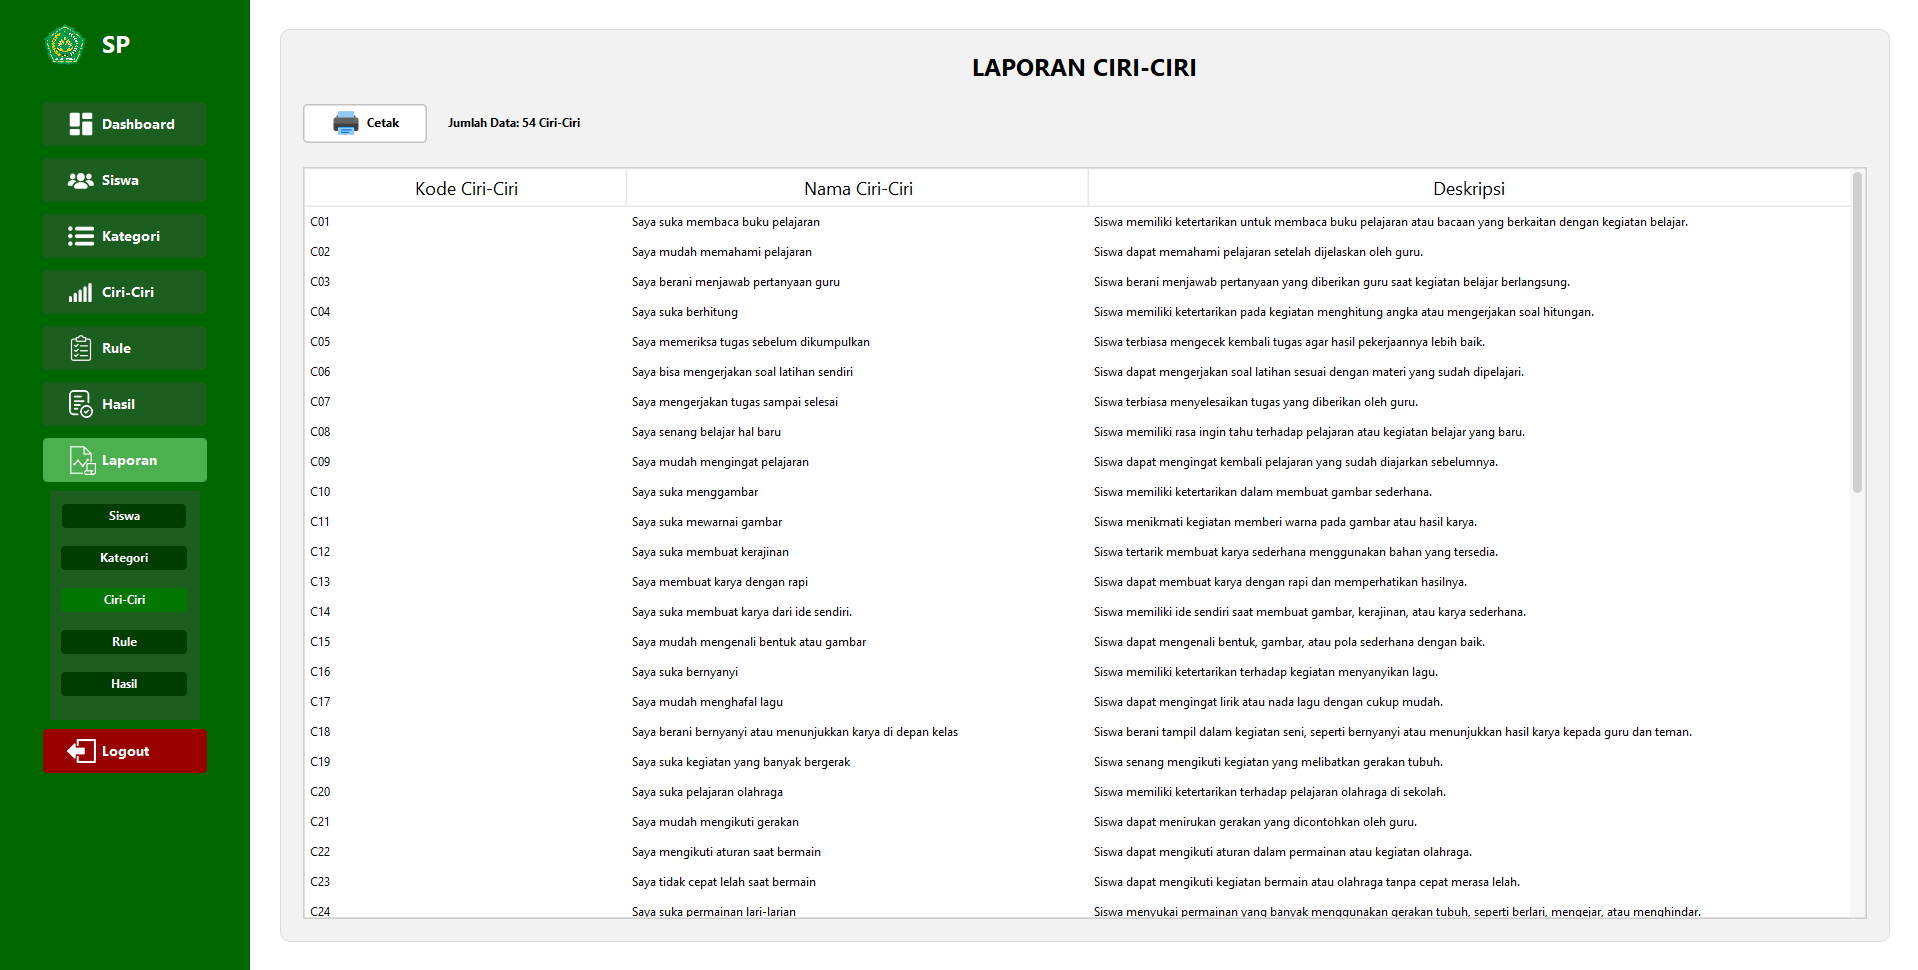 SP
Dashboard
Siswa
Kategori
Ciri-Ciri
Rule
Hasil
Laporan
Siswa
Kategori
Ciri-Ciri
Rule
Hasil
Logout
LAPORAN CIRI-CIRI
Cetak Jumlah Data: 54 Ciri-Ciri
Kode Ciri-Ciri Nama Ciri-Ciri Deskripsi
C01 Saya suka membaca buku pelajaran Siswa memiliki ketertarikan untuk membaca buku pelajaran atau bacaan yang berkaitan dengan kegiatan belajar.
C02 Saya mudah memahami pelajaran Siswa dapat memahami pelajaran setelah dijelaskan oleh guru.
C03 Saya berani menjawab pertanyaan guru Siswa berani menjawab pertanyaan yang diberikan guru saat kegiatan belajar berlangsung.
C04 Saya suka berhitung Siswa memiliki ketertarikan pada kegiatan menghitung angka atau mengerjakan soal hitungan.
C05 Saya memeriksa tugas sebelum dikumpulkan Siswa terbiasa mengecek kembali tugas agar hasil pekerjaannya lebih baik.
C06 Saya bisa mengerjakan soal latihan sendiri Siswa dapat mengerjakan soal latihan sesuai dengan materi yang sudah dipelajari.
C07 Saya mengerjakan tugas sampai selesai Siswa terbiasa menyelesaikan tugas yang diberikan oleh guru.
C08 Saya senang belajar hal baru Siswa memiliki rasa ingin tahu terhadap pelajaran atau kegiatan belajar yang baru.
C09 Saya mudah mengingat pelajaran Siswa dapat mengingat kembali pelajaran yang sudah diajarkan sebelumnya.
C10 Saya suka menggambar Siswa memiliki ketertarikan dalam membuat gambar sederhana.
C11 Saya suka mewarnai gambar Siswa menikmati kegiatan memberi warna pada gambar atau hasil karya.
C12 Saya suka membuat kerajinan Siswa tertarik membuat karya sederhana menggunakan bahan yang tersedia.
C13 Saya membuat karya dengan rapi Siswa dapat membuat karya dengan rapi dan memperhatikan hasilnya.
C14 Saya suka membuat karya dari ide sendiri. Siswa memiliki ide sendiri saat membuat gambar, kerajinan, atau karya sederhana.
C15 Saya mudah mengenali bentuk atau gambar Siswa dapat mengenali bentuk, gambar, atau pola sederhana dengan baik.
C16 Saya suka bernyanyi Siswa memiliki ketertarikan terhadap kegiatan menyanyikan lagu.
C17 Saya mudah menghafal lagu Siswa dapat mengingat lirik atau nada lagu dengan cukup mudah.
C18 Saya berani bernyanyi atau menunjukkan karya di depan kelas Siswa berani tampil dalam kegiatan seni, seperti bernyanyi atau menunjukkan hasil karya kepada guru dan teman.
C19 Saya suka kegiatan yang banyak bergerak Siswa senang mengikuti kegiatan yang melibatkan gerakan tubuh.
C20 Saya suka pelajaran olahraga Siswa memiliki ketertarikan terhadap pelajaran olahraga di sekolah.
C21 Saya mudah mengikuti gerakan Siswa dapat menirukan gerakan yang dicontohkan oleh guru.
C22 Saya mengikuti aturan saat bermain Siswa dapat mengikuti aturan dalam permainan atau kegiatan olahraga.
C23 Saya tidak cepat lelah saat bermain Siswa dapat mengikuti kegiatan bermain atau olahraga tanpa cepat merasa lelah.
C24 Saya suka permainan lari-larian Siswa menyukai permainan yang banyak menggunakan gerakan tubuh, seperti berlari, mengejar, atau menghindar.